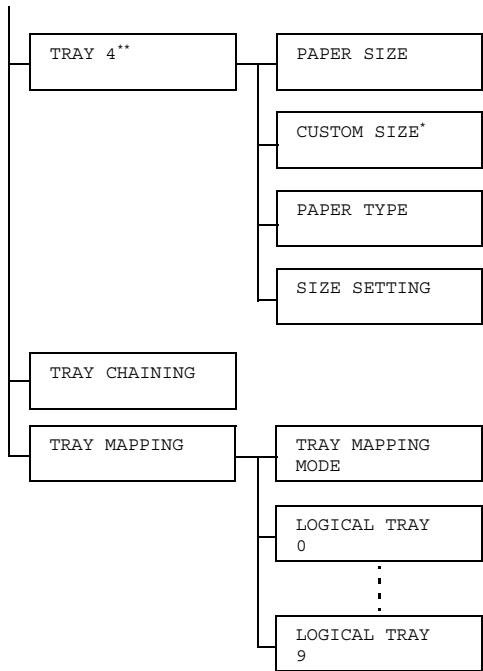 TRAY 4**
PAPER SIZE
CUSTOM SIZE*
PAPER TYPE
SIZE SETTING
TRAY CHAINING
TRAY MAPPING
TRAY MAPPING
MODE
LOGICAL TRAY
0
LOGICAL TRAY
9